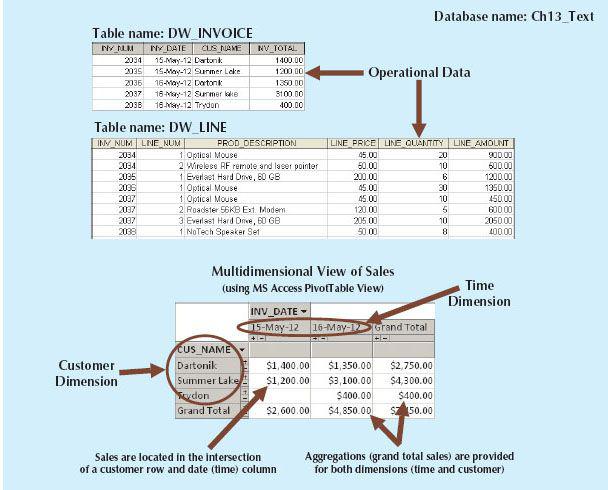 Database name: Ch13_Text
Table name: DW_INVOICE
INV_NUM INV_DATE CUS_NAME INV_TOTAL
2034 15-May-12 Dartonik 1400.00
2035 15-May-12 Summer Lake 1200.00
2036 16-May-12 Dartonik 1350.00
2037 16-May-12 Summer lake 3100.00
2038 16-May-12 Trydon 400.00
Operational Data
Table name: DW_LINE
INV_NUM LINE_NUM PROD_DESCRIPTION LINE_PRICE LINE_QUANTITY LINE_AMOUNT
2034 1 Optical Mouse 45.00 20 900.00
2034 2 Wireless RF remote and laser pointer 50.00 10 500.00
2035 1 Everlast Hard Drive, 60 GB 200.00 6 1200.00
2036 1 Optical Mouse 45.00 30 1350.00
2037 1 Optical Mouse 45.00 10 450.00
2037 2 Roadster 56KB Ext. Modem 120.00 5 600.00
2037 3 Everlast Hard Drive, 60 GB 205.00 10 2050.00
2038 1 NoTech Speaker Set 50.00 8 400.00
Multidimensional View of Sales
(using MS Access PivotTable View)
Time
Dimension
INV_DATE
15-May-12 16-May-12 Grand Total
+ - + - + -
CUS_NAME
Dartonik $1,400.00 $1,350.00 $2,750.00
Summer Lake $1,200.00 $3,100.00 $4,300.00
Trydon $400.00 $400.00
Grand Total $2,600.00 $4,850.00
Customer
Dimension
Sales are located in the intersection
of a customer row and date (time) column
Aggregations (grand total sales) are provided
for both dimensions (time and customer)